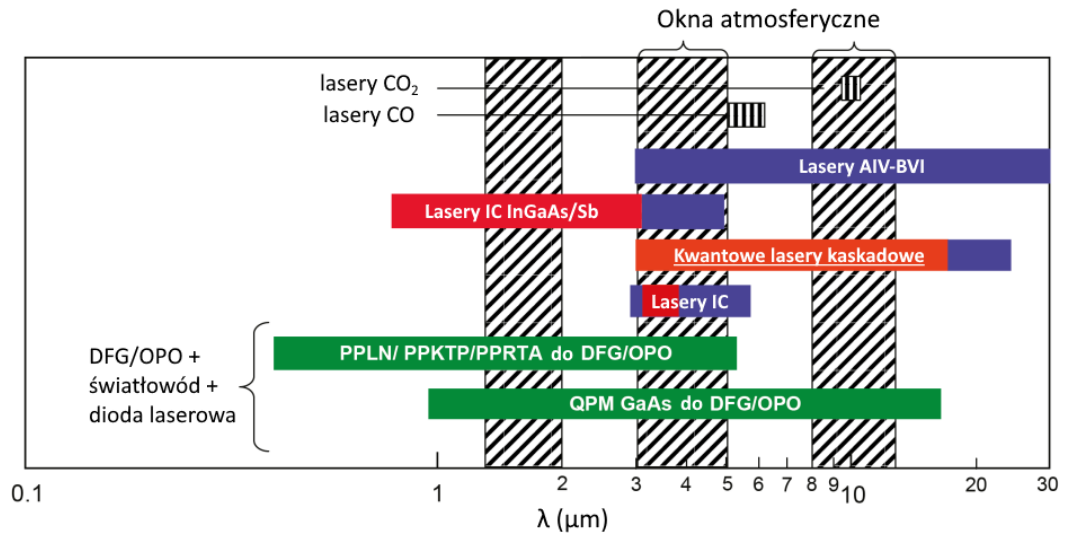 Okna atmosferyczne
lasery CO₂
lasery CO
Lasery AIV-BVI
Lasery IC InGaAs/Sb
Kwantowe lasery kaskadowe
Lasery IC
DFG/OPO +
światłowód +
dioda laserowa
PPLN/ PPKTP/PPRTA do DFG/OPO
QPM GaAs do DFG/OPO
0.1 1 2 3 4 5 6 7 8 9 10 20 30
λ (µm)